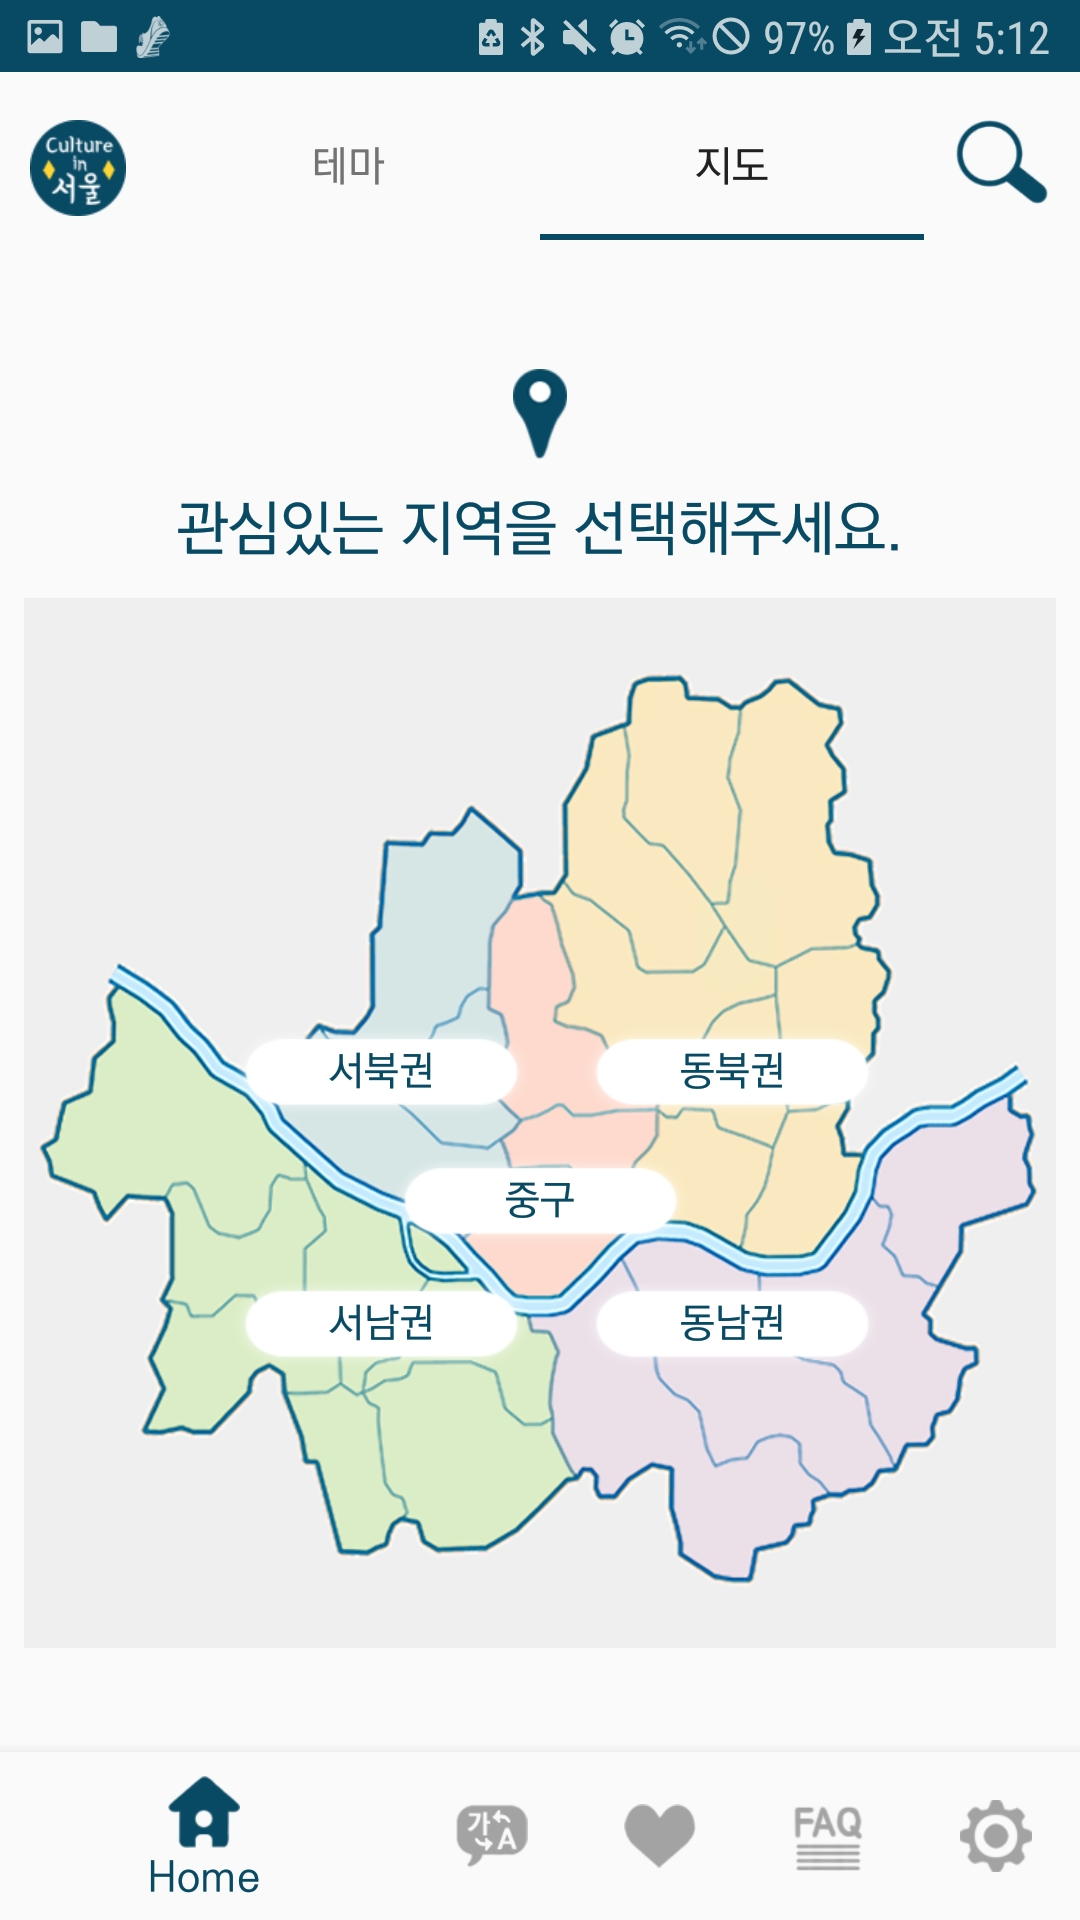 97% 오전 5:12
Culture
in
서울
테마
지도
관심있는 지역을 선택해주세요.
서북권
동북권
중구
서남권
동남권
가
A
FAQ
Home